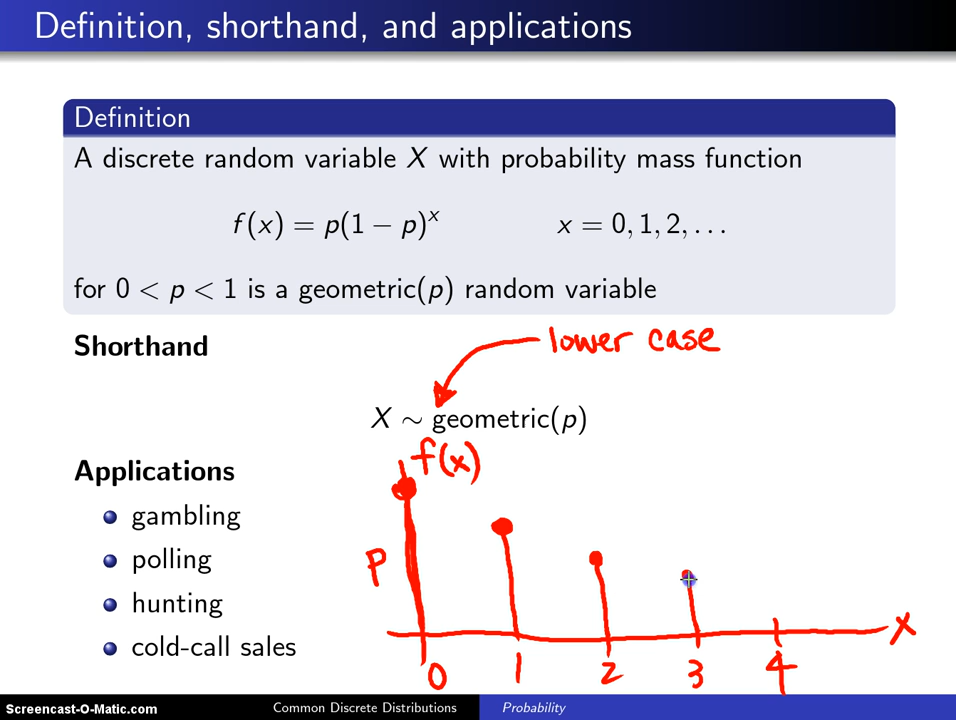 Definition, shorthand, and applications
Definition
A discrete random variable X with probability mass function
f(x) = p(1 − p)^x x = 0, 1, 2, . . .
for 0 < p < 1 is a geometric(p) random variable
Shorthand
lower case
X ∼ geometric(p)
f(x)
Applications
gambling
polling
hunting
cold-call sales
p
x
0 1 2 3 4
Screencast-O-Matic.com Common Discrete Distributions Probability